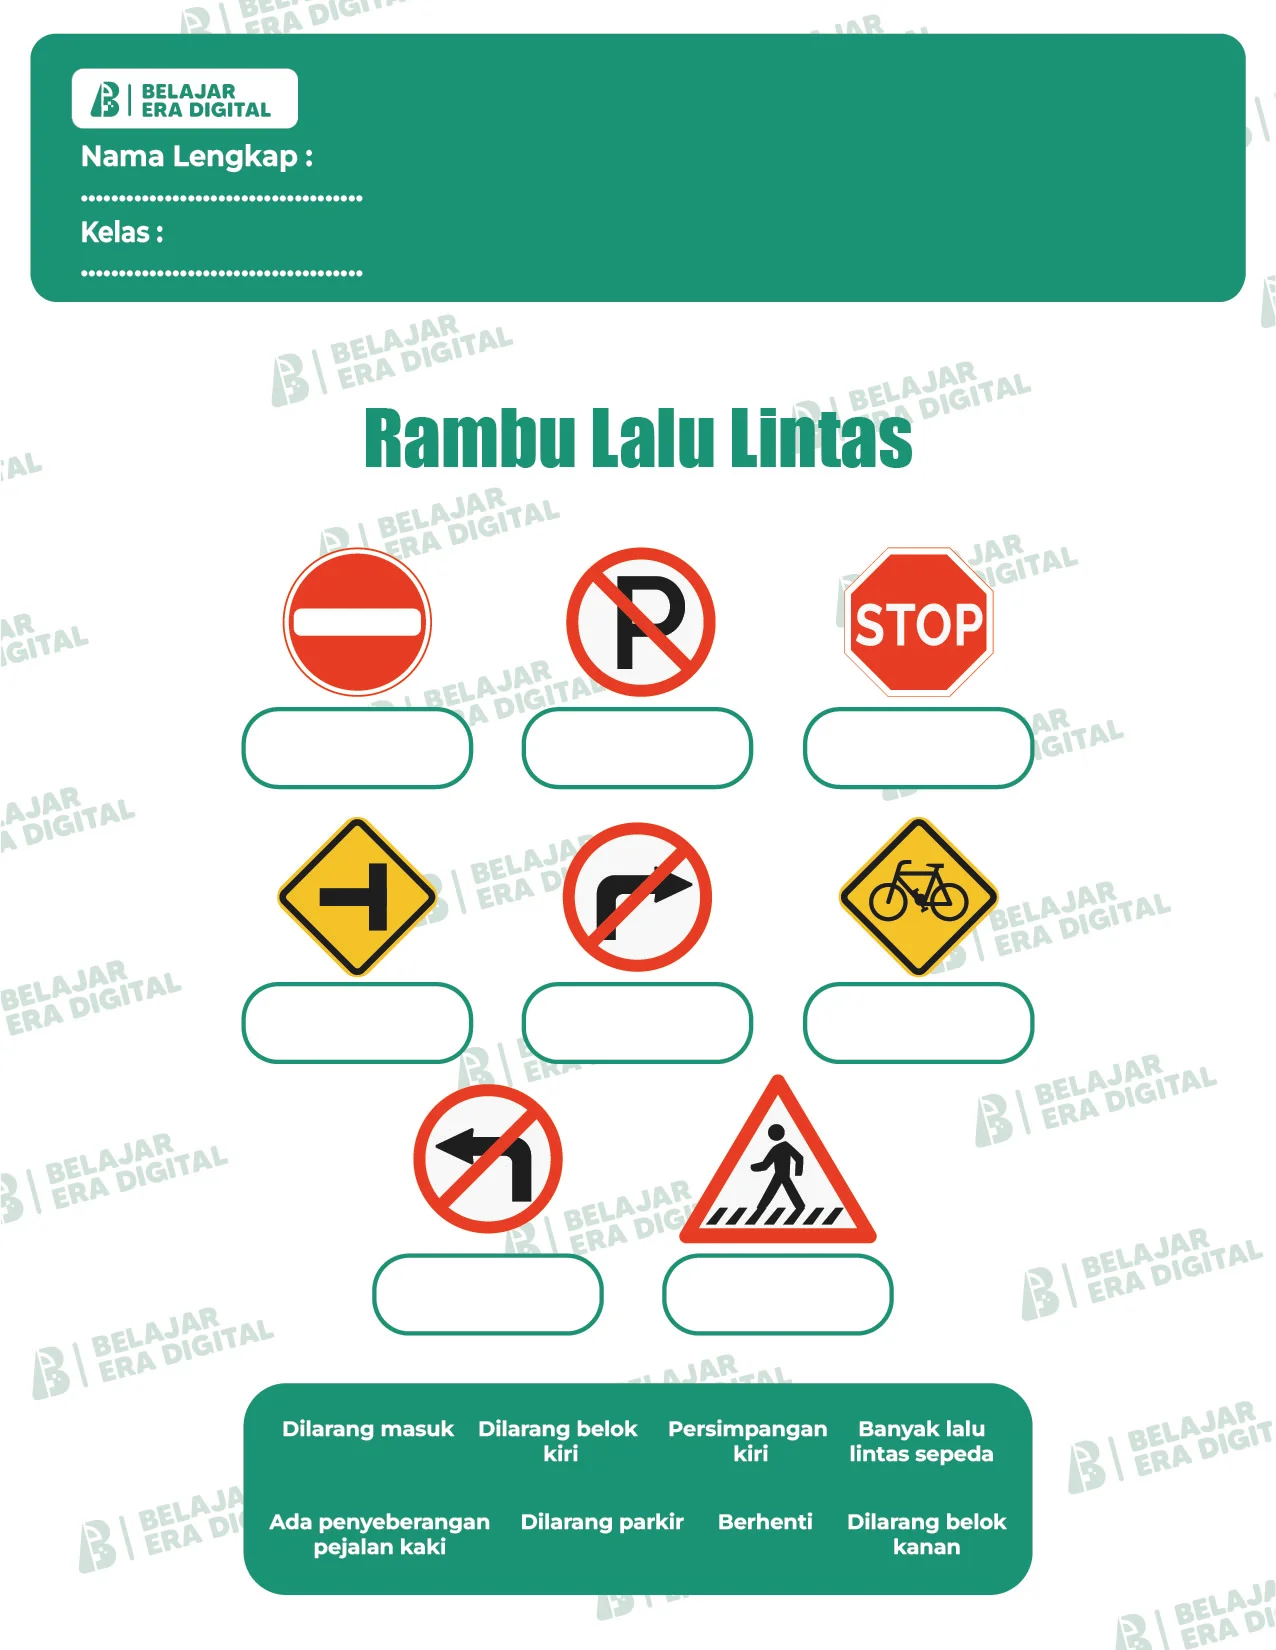 BELAJAR
ERA DIGITAL
Nama Lengkap :
.....................................
Kelas :
.....................................
Rambu Lalu Lintas
P
STOP
Dilarang masuk
Dilarang belok
kiri
Persimpangan
kiri
Banyak lalu
lintas sepeda
Ada penyeberangan
pejalan kaki
Dilarang parkir
Berhenti
Dilarang belok
kanan